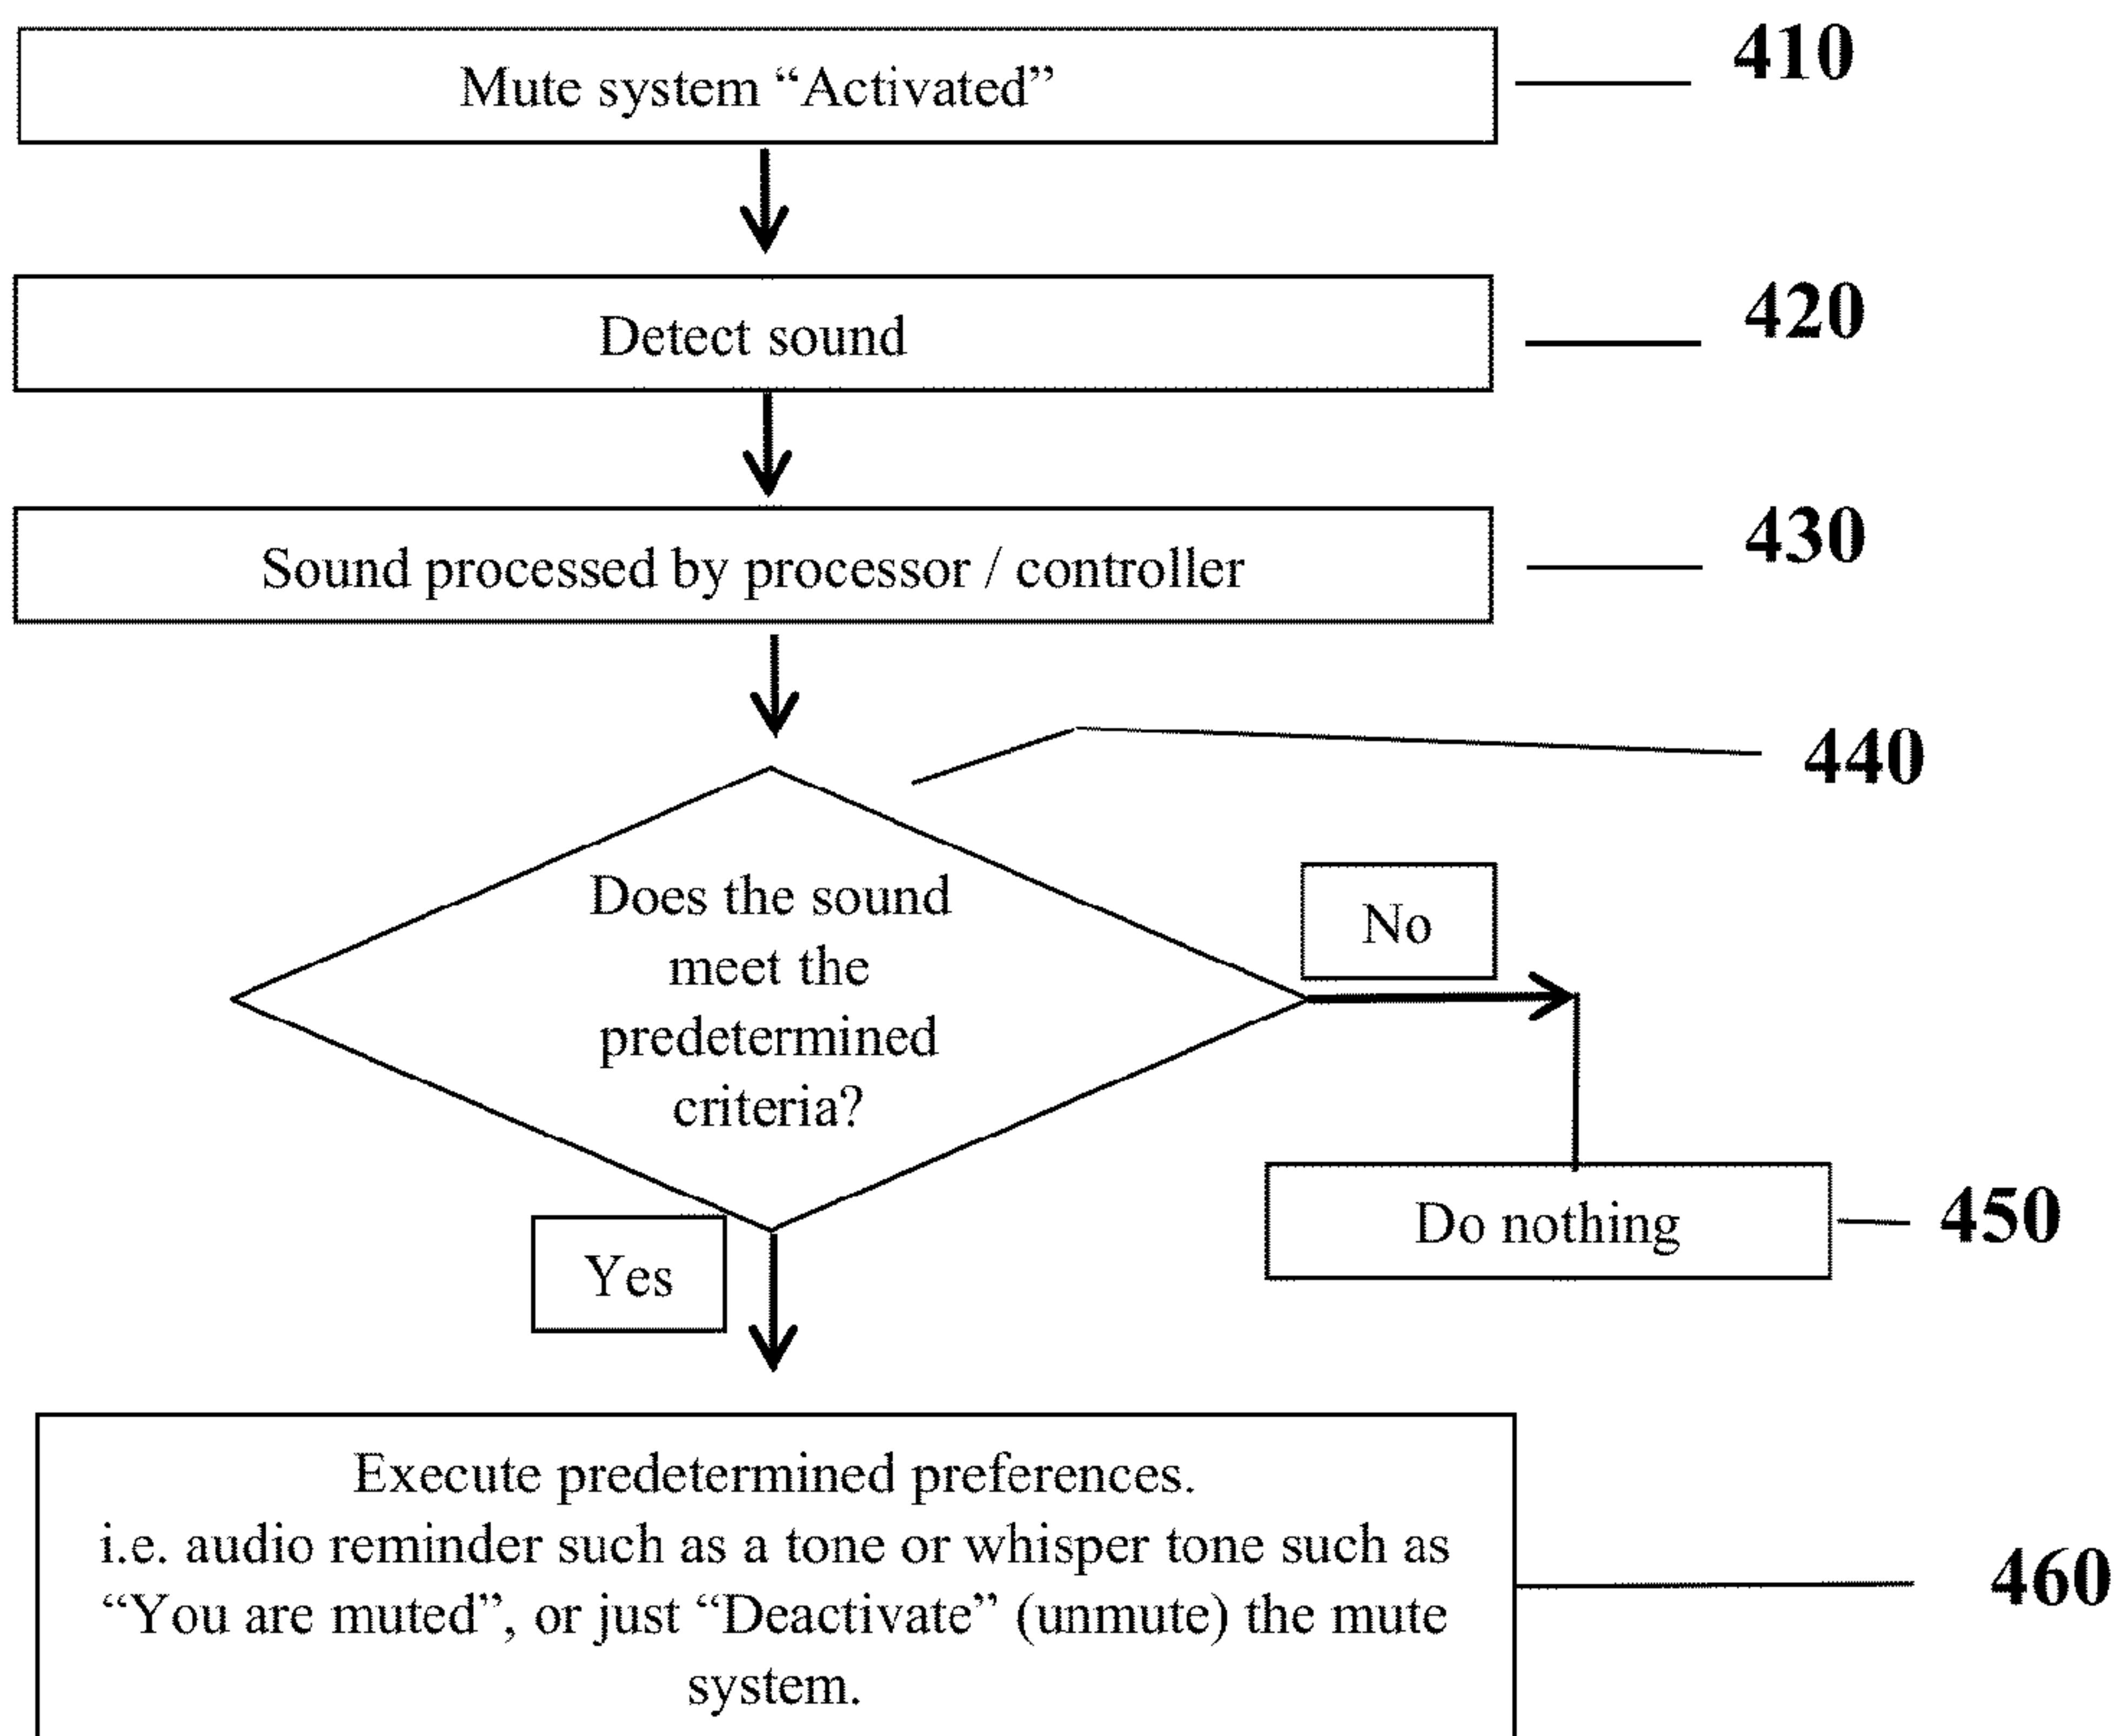 Mute system “Activated”
410
Detect sound
420
Sound processed by processor / controller
430
440
Does the sound
meet the
predetermined
criteria?
No
Do nothing
450
Yes
Execute predetermined preferences.
i.e. audio reminder such as a tone or whisper tone such as
“You are muted”, or just “Deactivate” (unmute) the mute
system.
460